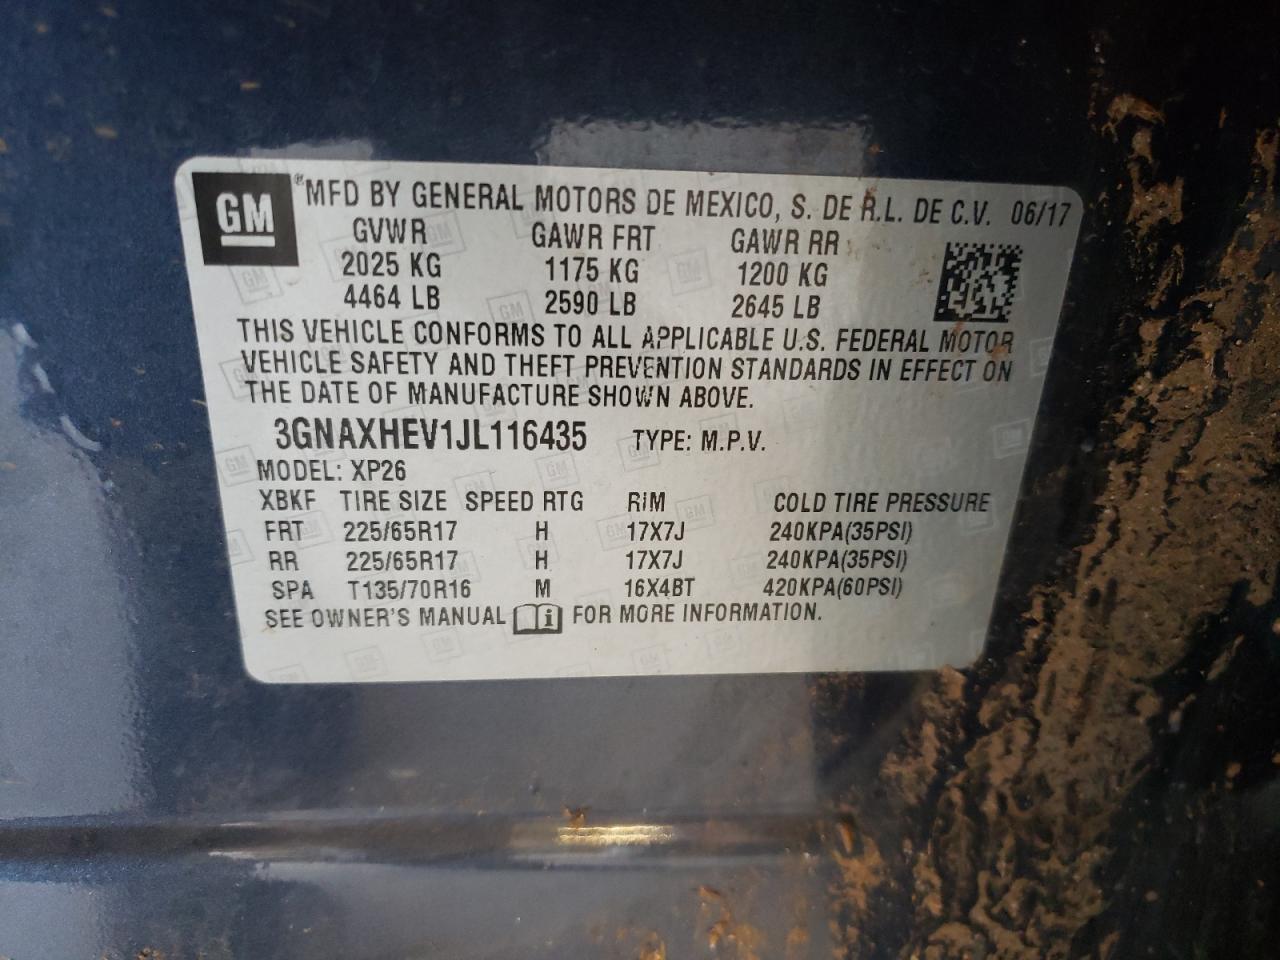 GM ®MFD BY GENERAL MOTORS DE MEXICO, S. DE R.L. DE C.V. 06/17
GVWR GAWR FRT GAWR RR
2025 KG 1175 KG 1200 KG
4464 LB 2590 LB 2645 LB
THIS VEHICLE CONFORMS TO ALL APPLICABLE U.S. FEDERAL MOTOR
VEHICLE SAFETY AND THEFT PREVENTION STANDARDS IN EFFECT ON
THE DATE OF MANUFACTURE SHOWN ABOVE.
3GNAXHEV1JL116435 TYPE: M.P.V.
MODEL: XP26
XBKF TIRE SIZE SPEED RTG RIM COLD TIRE PRESSURE
FRT 225/65R17 H 17X7J 240KPA(35PSI)
RR 225/65R17 H 17X7J 240KPA(35PSI)
SPA T135/70R16 M 16X4BT 420KPA(60PSI)
SEE OWNER'S MANUAL i FOR MORE INFORMATION.